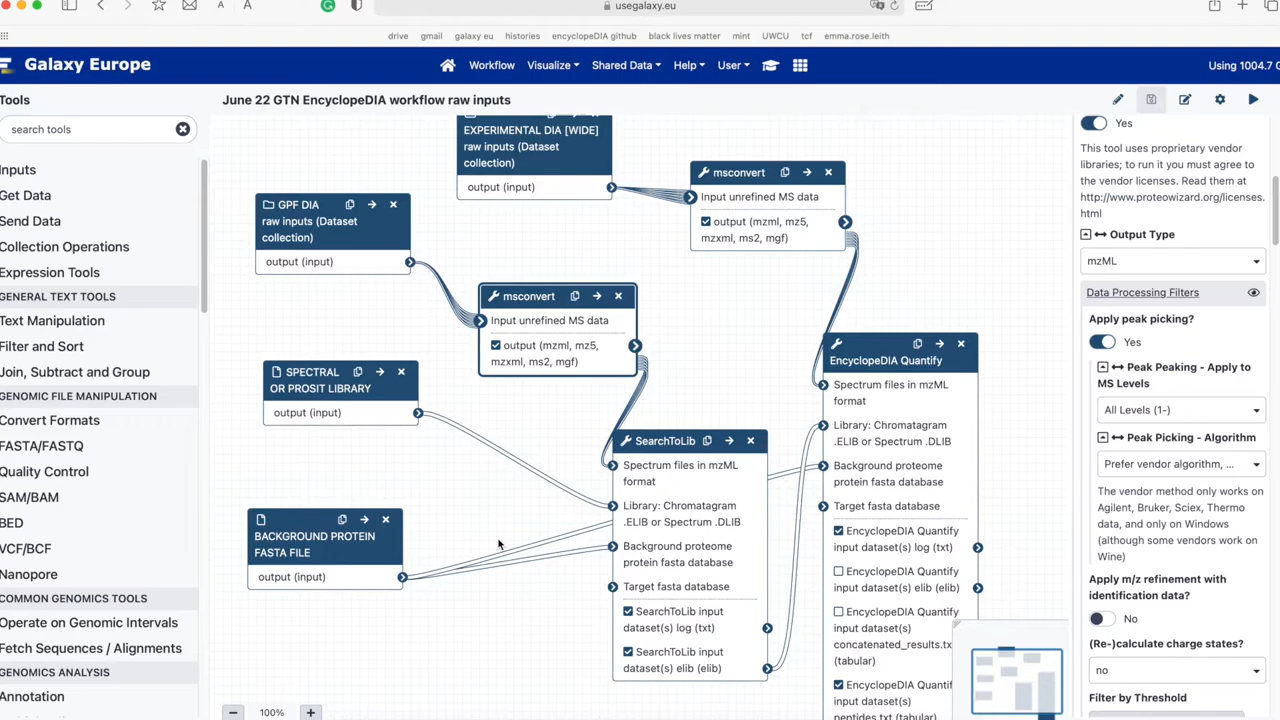 A A
usegalaxy.eu
drive gmail galaxy eu histories encyclopeDIA github black lives matter mint UWCU tcf emma.rose.leith
Galaxy Europe
Workflow Visualize Shared Data Help User
Using 1004.7 G
Tools
search tools
Inputs
Get Data
Send Data
Collection Operations
Expression Tools
GENERAL TEXT TOOLS
Text Manipulation
Filter and Sort
Join, Subtract and Group
GENOMIC FILE MANIPULATION
Convert Formats
FASTA/FASTQ
Quality Control
SAM/BAM
BED
VCF/BCF
Nanopore
COMMON GENOMICS TOOLS
Operate on Genomic Intervals
Fetch Sequences / Alignments
GENOMICS ANALYSIS
Annotation
June 22 GTN EncyclopeDIA workflow raw inputs
EXPERIMENTAL DIA [WIDE]
raw inputs (Dataset
collection)
output (input)
msconvert
Input unrefined MS data
output (mzml, mz5,
mzxml, ms2, mgf)
GPF DIA
raw inputs (Dataset
collection)
output (input)
msconvert
Input unrefined MS data
output (mzml, mz5,
mzxml, ms2, mgf)
SPECTRAL
OR PROSIT LIBRARY
output (input)
BACKGROUND PROTEIN
FASTA FILE
output (input)
SearchToLib
Spectrum files in mzML
format
Library: Chromatagram
.ELIB or Spectrum .DLIB
Background proteome
protein fasta database
Target fasta database
SearchToLib input
dataset(s) log (txt)
SearchToLib input
dataset(s) elib (elib)
EncyclopeDIA Quantify
Spectrum files in mzML
format
Library: Chromatagram
.ELIB or Spectrum .DLIB
Background proteome
protein fasta database
Target fasta database
EncyclopeDIA Quantify
input dataset(s) log (txt)
EncyclopeDIA Quantify
input dataset(s) elib (elib)
EncyclopeDIA Quantify
input dataset(s)
concatenated_results.tx
(tabular)
EncyclopeDIA Quantif
input dataset(s)
peptides.txt (tabular)
100%
Yes
This tool uses proprietary vendor
libraries; to run it you must agree to
the vendor licenses. Read them at
http://www.proteowizard.org/licenses.
html
Output Type
mzML
Data Processing Filters
Apply peak picking?
Yes
Peak Peaking - Apply to
MS Levels
All Levels (1-)
Peak Picking - Algorithm
Prefer vendor algorithm, ...
The vendor method only works on
Agilent, Bruker, Sciex, Thermo
data, and only on Windows
(although some vendors work on
Wine)
Apply m/z refinement with
identification data?
No
(Re-)calculate charge states?
no
Filter by Threshold